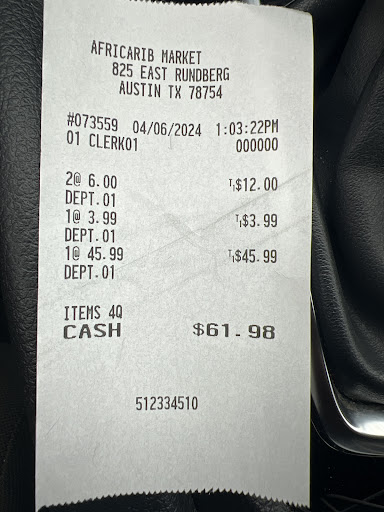 AFRICARIB MARKET
825 EAST RUNDBERG
AUSTIN TX 78754
#073559 04/06/2024 1:03:22PM
01 CLERK01 000000
2@ 6.00 T₁$12.00
DEPT.01
1@ 3.99 T₁$3.99
DEPT.01
1@ 45.99 T₁$45.99
DEPT.01
ITEMS 4Q
CASH $61.98
512334510